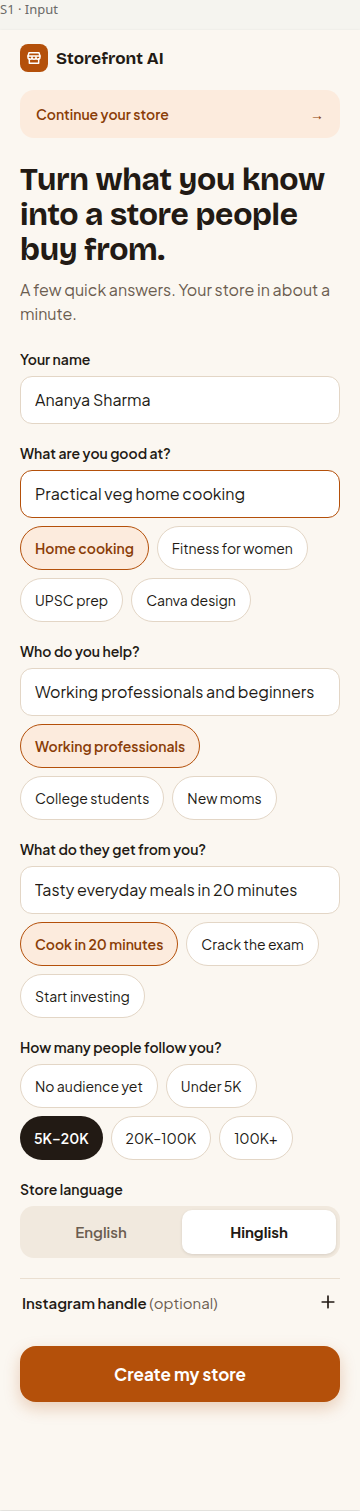 S1 · Input
Storefront AI
Continue your store →
Turn what you know
into a store people
buy from.
A few quick answers. Your store in about a
minute.
Your name
Ananya Sharma
What are you good at?
Practical veg home cooking
Home cooking
Fitness for women
UPSC prep
Canva design
Who do you help?
Working professionals and beginners
Working professionals
College students
New moms
What do they get from you?
Tasty everyday meals in 20 minutes
Cook in 20 minutes
Crack the exam
Start investing
How many people follow you?
No audience yet
Under 5K
5K–20K
20K–100K
100K+
Store language
English
Hinglish
Instagram handle (optional) +
Create my store